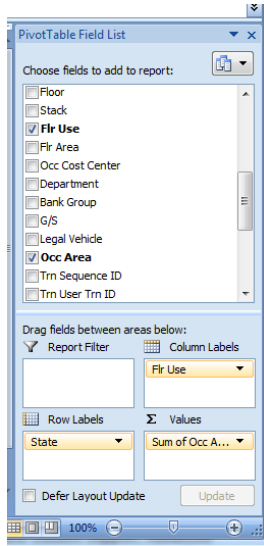 PivotTable Field List
Choose fields to add to report:
Floor
Stack
Flr Use
Flr Area
Occ Cost Center
Department
Bank Group
G/S
Legal Vehicle
Occ Area
Trn Sequence ID
Trn User Trn ID
Drag fields between areas below:
Report Filter
Column Labels
Flr Use
Row Labels
Σ Values
State
Sum of Occ A...
Defer Layout Update
Update
100%